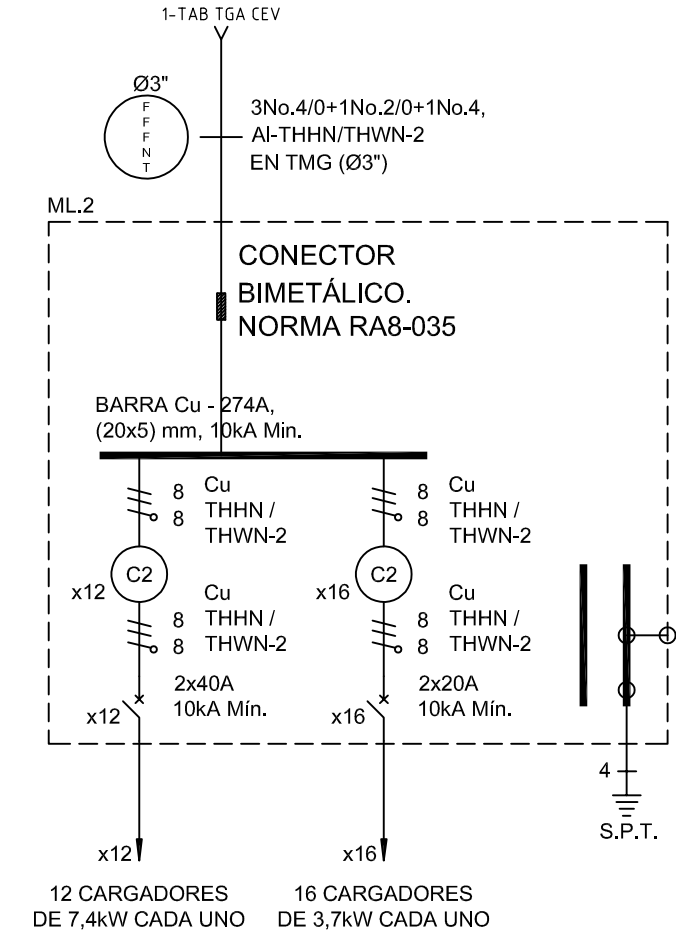 1-TAB TGA CEV
Ø3"
F
F
F
N
T
3No.4/0+1No.2/0+1No.4,
Al-THHN/THWN-2
EN TMG (Ø3")
ML.2
CONECTOR
BIMETÁLICO.
NORMA RA8-035
BARRA Cu - 274A,
(20x5) mm, 10kA Min.
8 Cu
8 THHN /
THWN-2
C2
x12
8 Cu
8 THHN /
THWN-2
2x40A
10kA Mín.
x12
8 Cu
8 THHN /
THWN-2
C2
x16
8 Cu
8 THHN /
THWN-2
2x20A
10kA Mín.
x16
4
S.P.T.
x12
12 CARGADORES
DE 7,4kW CADA UNO
x16
16 CARGADORES
DE 3,7kW CADA UNO